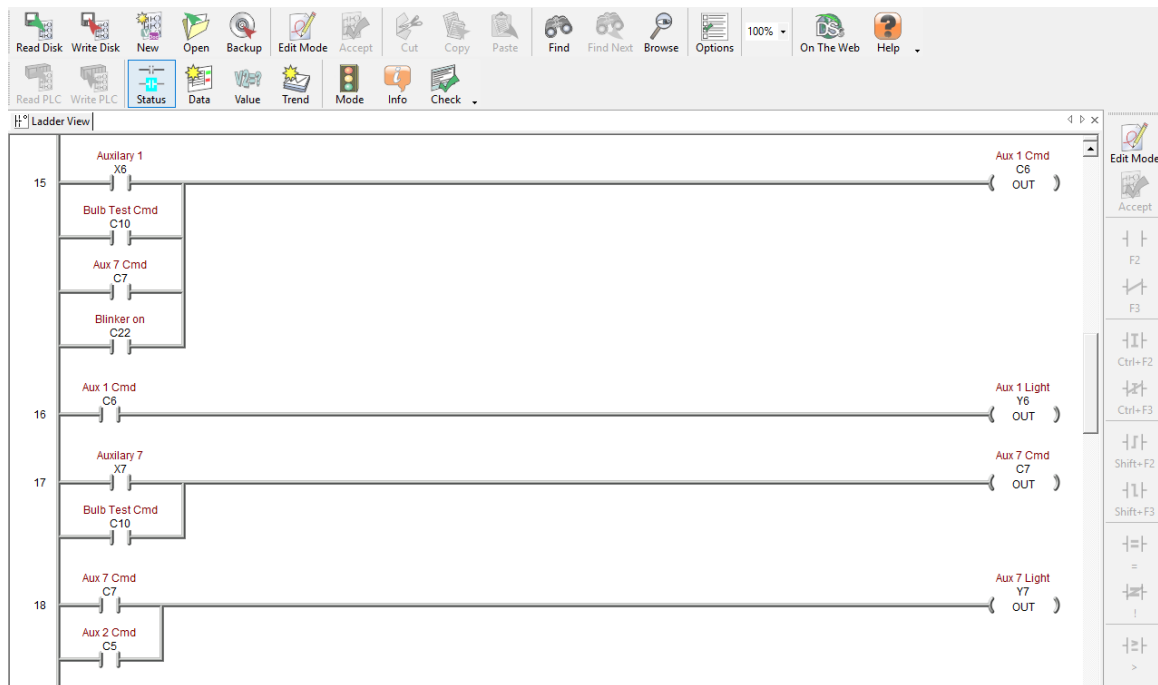 Read Disk Write Disk New Open Backup Edit Mode Accept Cut Copy Paste Find Find Next Browse Options 100% On The Web Help
Read PLC Write PLC Status Data Value Trend Mode Info Check
Ladder View
Auxilary 1
X6
Aux 1 Cmd
C6
15
OUT
Bulb Test Cmd
C10
Aux 7 Cmd
C7
Blinker on
C22
Aux 1 Cmd
C6
Aux 1 Light
Y6
16
OUT
Auxilary 7
X7
Aux 7 Cmd
C7
17
OUT
Bulb Test Cmd
C10
Aux 7 Cmd
C7
Aux 7 Light
Y7
18
OUT
Aux 2 Cmd
C5
Edit Mode
Accept
F2
F3
Ctrl+F2
Ctrl+F3
Shift+F2
Shift+F3
=
!
>